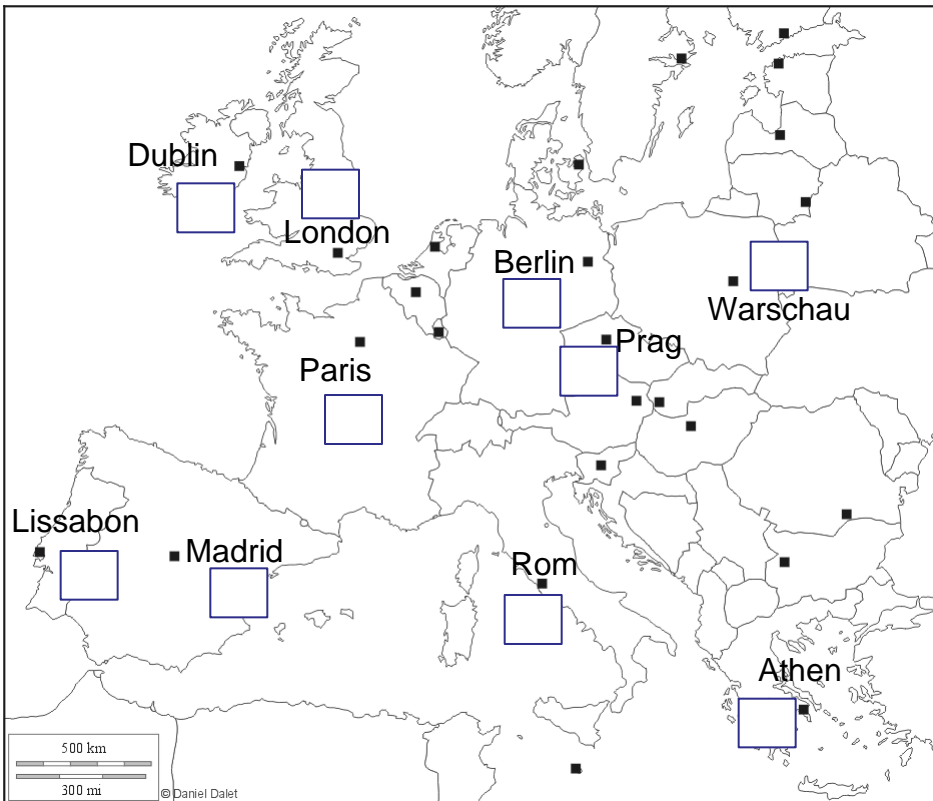 Dublin
London
Berlin
Warschau
Prag
Paris
Lissabon
Madrid
Rom
Athen
500 km
300 mi
© Daniel Dalet